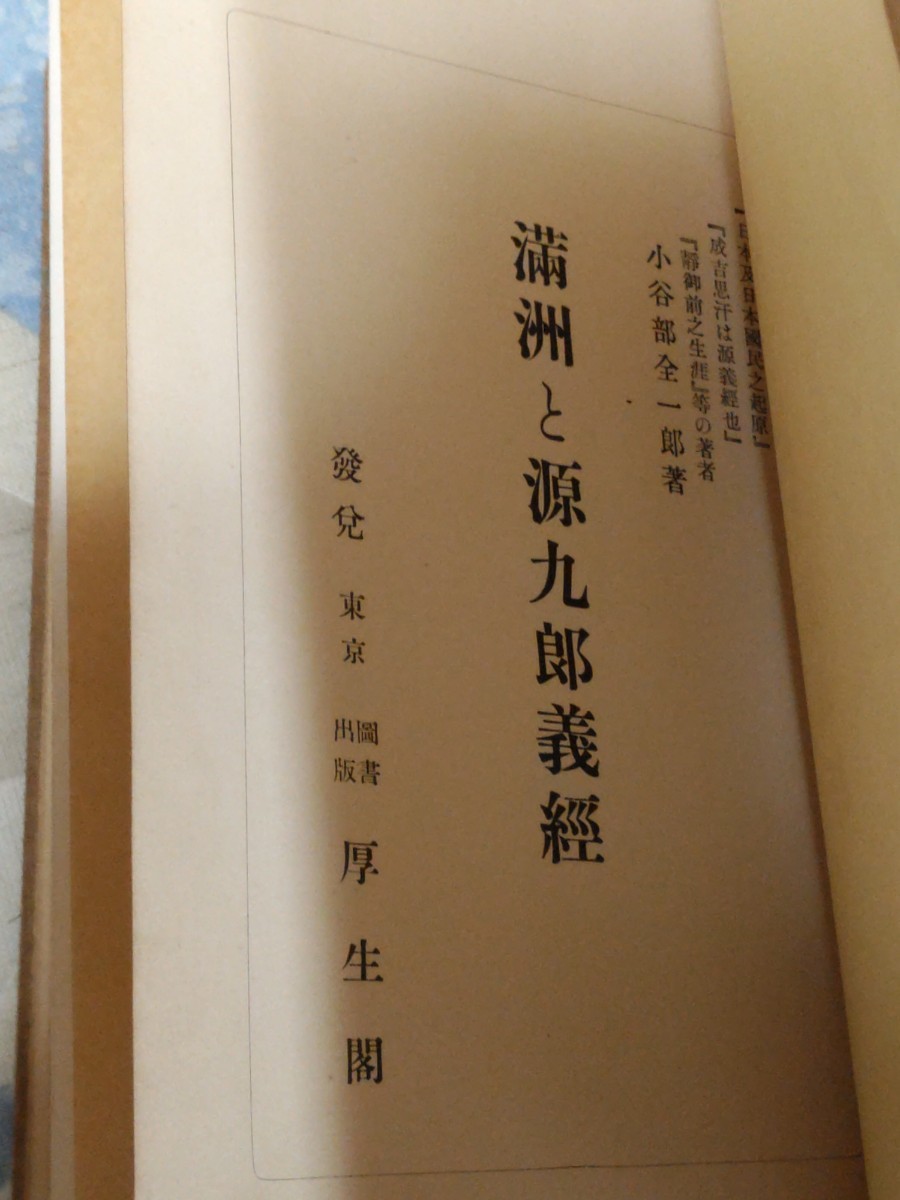 『日本及日本國民之起原』
『成吉思汗は源義經也』
『靜御前之生涯』等の著者
小谷部全一郎著
滿洲と源九郎義經
發兌 東京 圖書出版 厚生閣